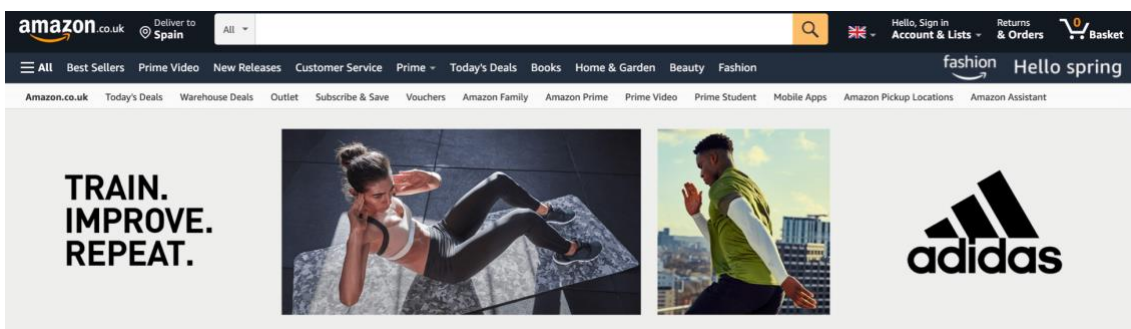 amazon.co.uk
Deliver to
Spain
All
Hello, Sign in
Account & Lists
Returns
& Orders
0
Basket
All Best Sellers Prime Video New Releases Customer Service Prime Today's Deals Books Home & Garden Beauty Fashion
fashion Hello spring
Amazon.co.uk Today's Deals Warehouse Deals Outlet Subscribe & Save Vouchers Amazon Family Amazon Prime Prime Video Prime Student Mobile Apps Amazon Pickup Locations Amazon Assistant
TRAIN.
IMPROVE.
REPEAT.
adidas